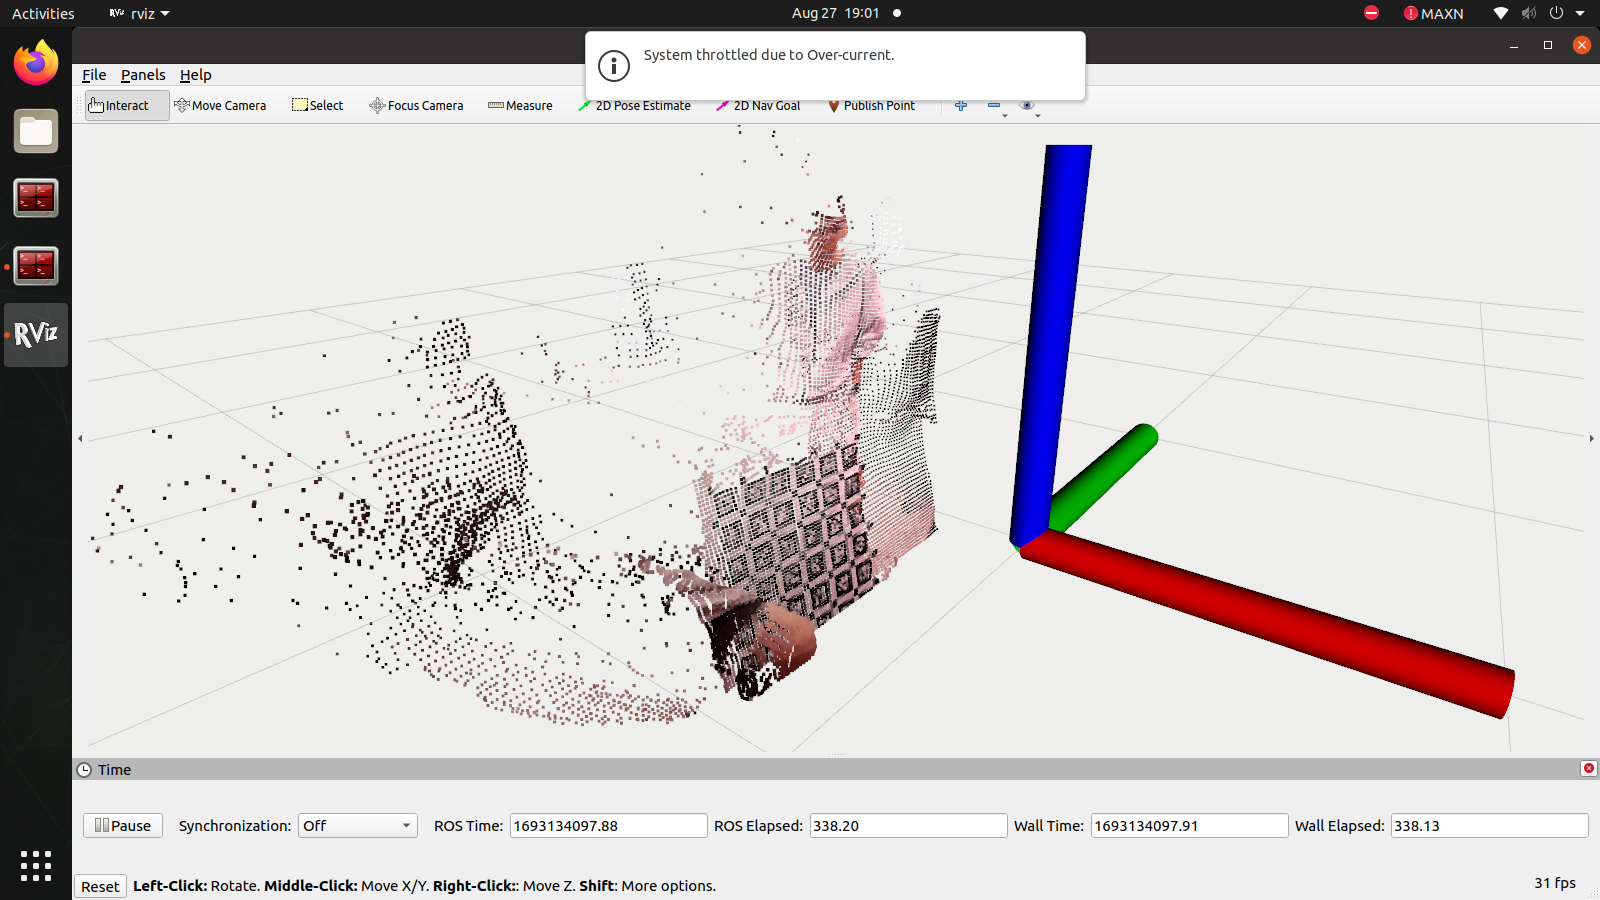 Activities
RViz rviz
Aug 27 19:01
MAXN
System throttled due to Over-current.
File Panels Help
Interact Move Camera Select Focus Camera Measure 2D Pose Estimate 2D Nav Goal Publish Point
RViz
Time
Pause Synchronization: Off ROS Time: 1693134097.88 ROS Elapsed: 338.20 Wall Time: 1693134097.91 Wall Elapsed: 338.13
Reset Left-Click: Rotate. Middle-Click: Move X/Y. Right-Click:: Move Z. Shift: More options. 31 fps